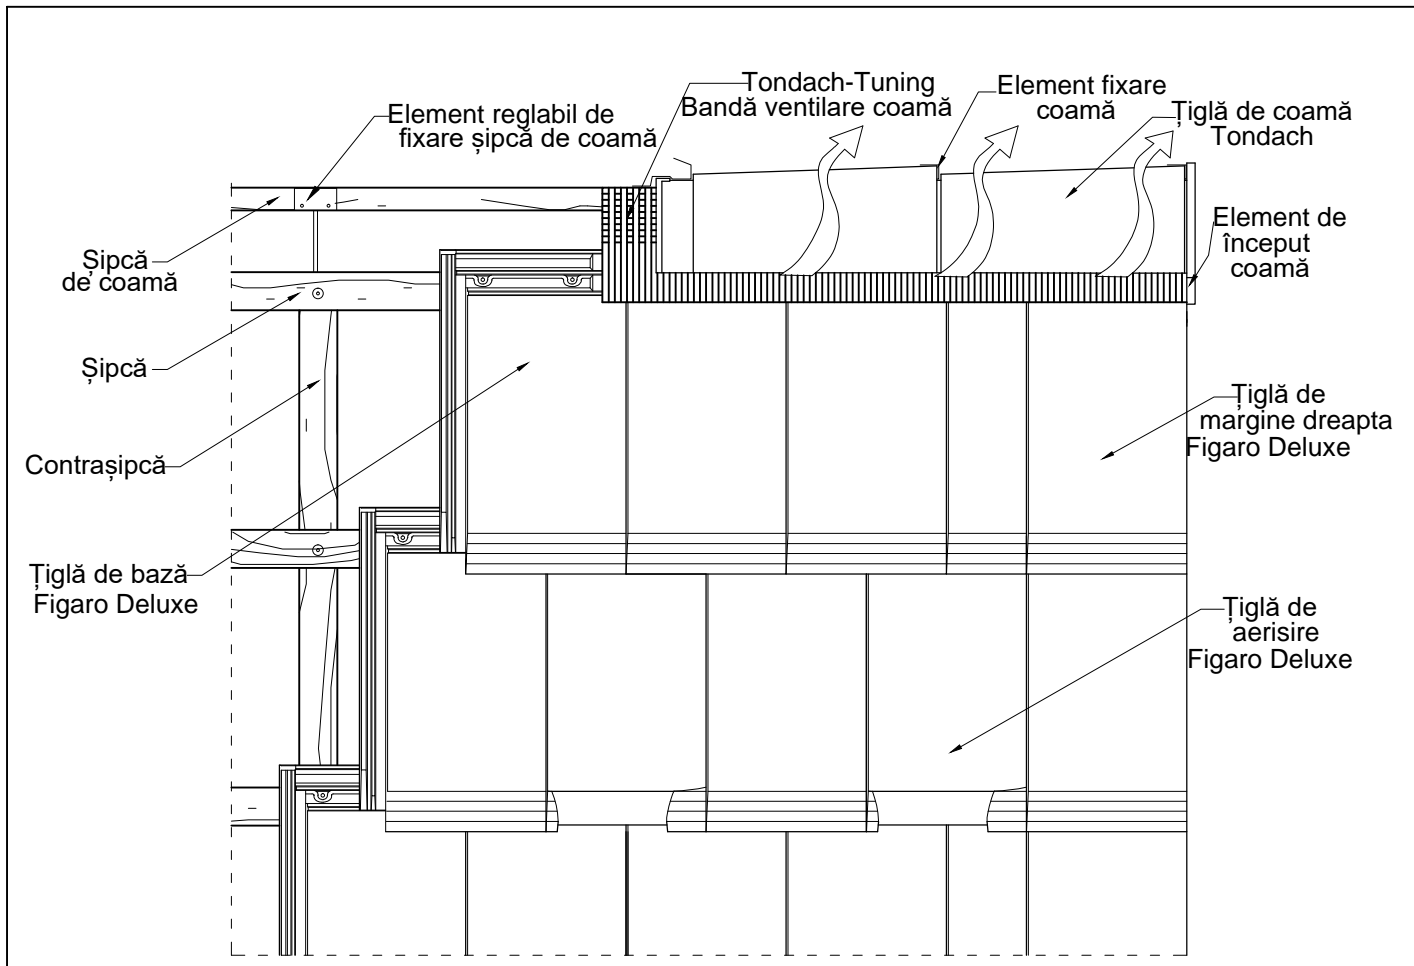 Element reglabil de
fixare șipcă de coamă
Tondach-Tuning
Bandă ventilare coamă
Element fixare
coamă
Țiglă de coamă
Tondach
Șipcă
de coamă
Element de
început
coamă
Șipcă
Țiglă de
margine dreapta
Figaro Deluxe
Contrașipcă
Țiglă de bază
Figaro Deluxe
Țiglă de
aerisire
Figaro Deluxe